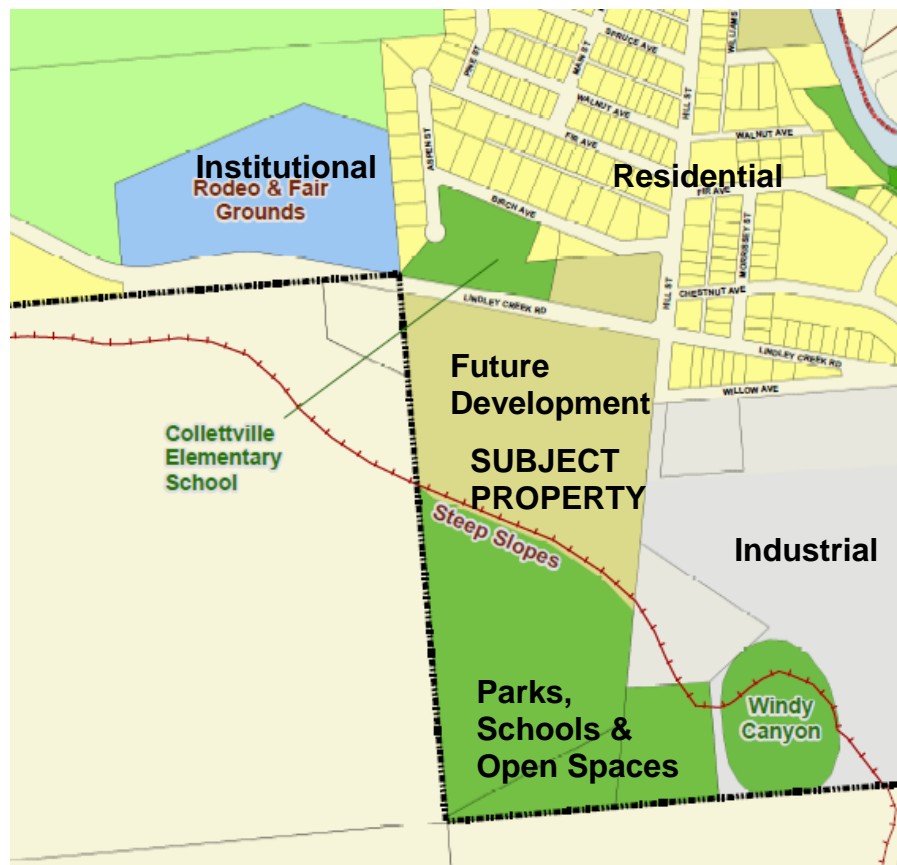 SPRUCE AVE
PINE ST
MAIN ST
WILLIAMS
WALNUT AVE
HILL ST
WALNUT AVE
FIR AVE
ASPEN ST
Institutional
Rodeo & Fair
Grounds
Residential
FIR AVE
BIRCH AVE
MORRISSEY ST
HILL ST
CHESTNUT AVE
LINDLEY CREEK RD
LINDLEY CREEK RD
WILLOW AVE
Future
Development
Collettville
Elementary
School
SUBJECT
PROPERTY
Steep Slopes
Industrial
Parks,
Schools &
Open Spaces
Windy
Canyon